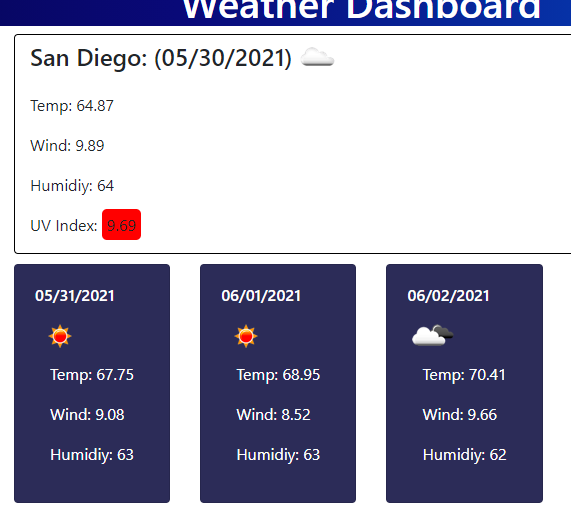 Weather Dashboard
San Diego: (05/30/2021)
Temp: 64.87
Wind: 9.89
Humidiy: 64
UV Index: 9.69
05/31/2021
Temp: 67.75
Wind: 9.08
Humidiy: 63
06/01/2021
Temp: 68.95
Wind: 8.52
Humidiy: 63
06/02/2021
Temp: 70.41
Wind: 9.66
Humidiy: 62